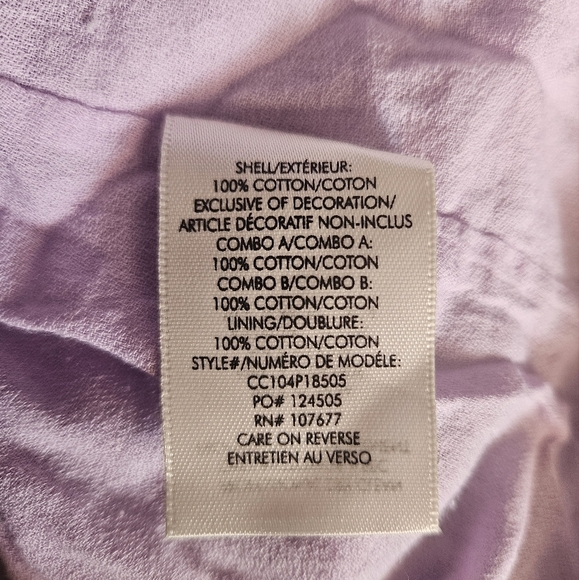 SHELL/EXTÉRIEUR:
100% COTTON/COTON
EXCLUSIVE OF DECORATION/
ARTICLE DÉCORATIF NON-INCLUS
COMBO A/COMBO A:
100% COTTON/COTON
COMBO B/COMBO B:
100% COTTON/COTON
LINING/DOUBLURE:
100% COTTON/COTON
STYLE#/NUMÉRO DE MODÉLE:
CC104P18505
PO# 124505
RN# 107677
CARE ON REVERSE
ENTRETIEN AU VERSO